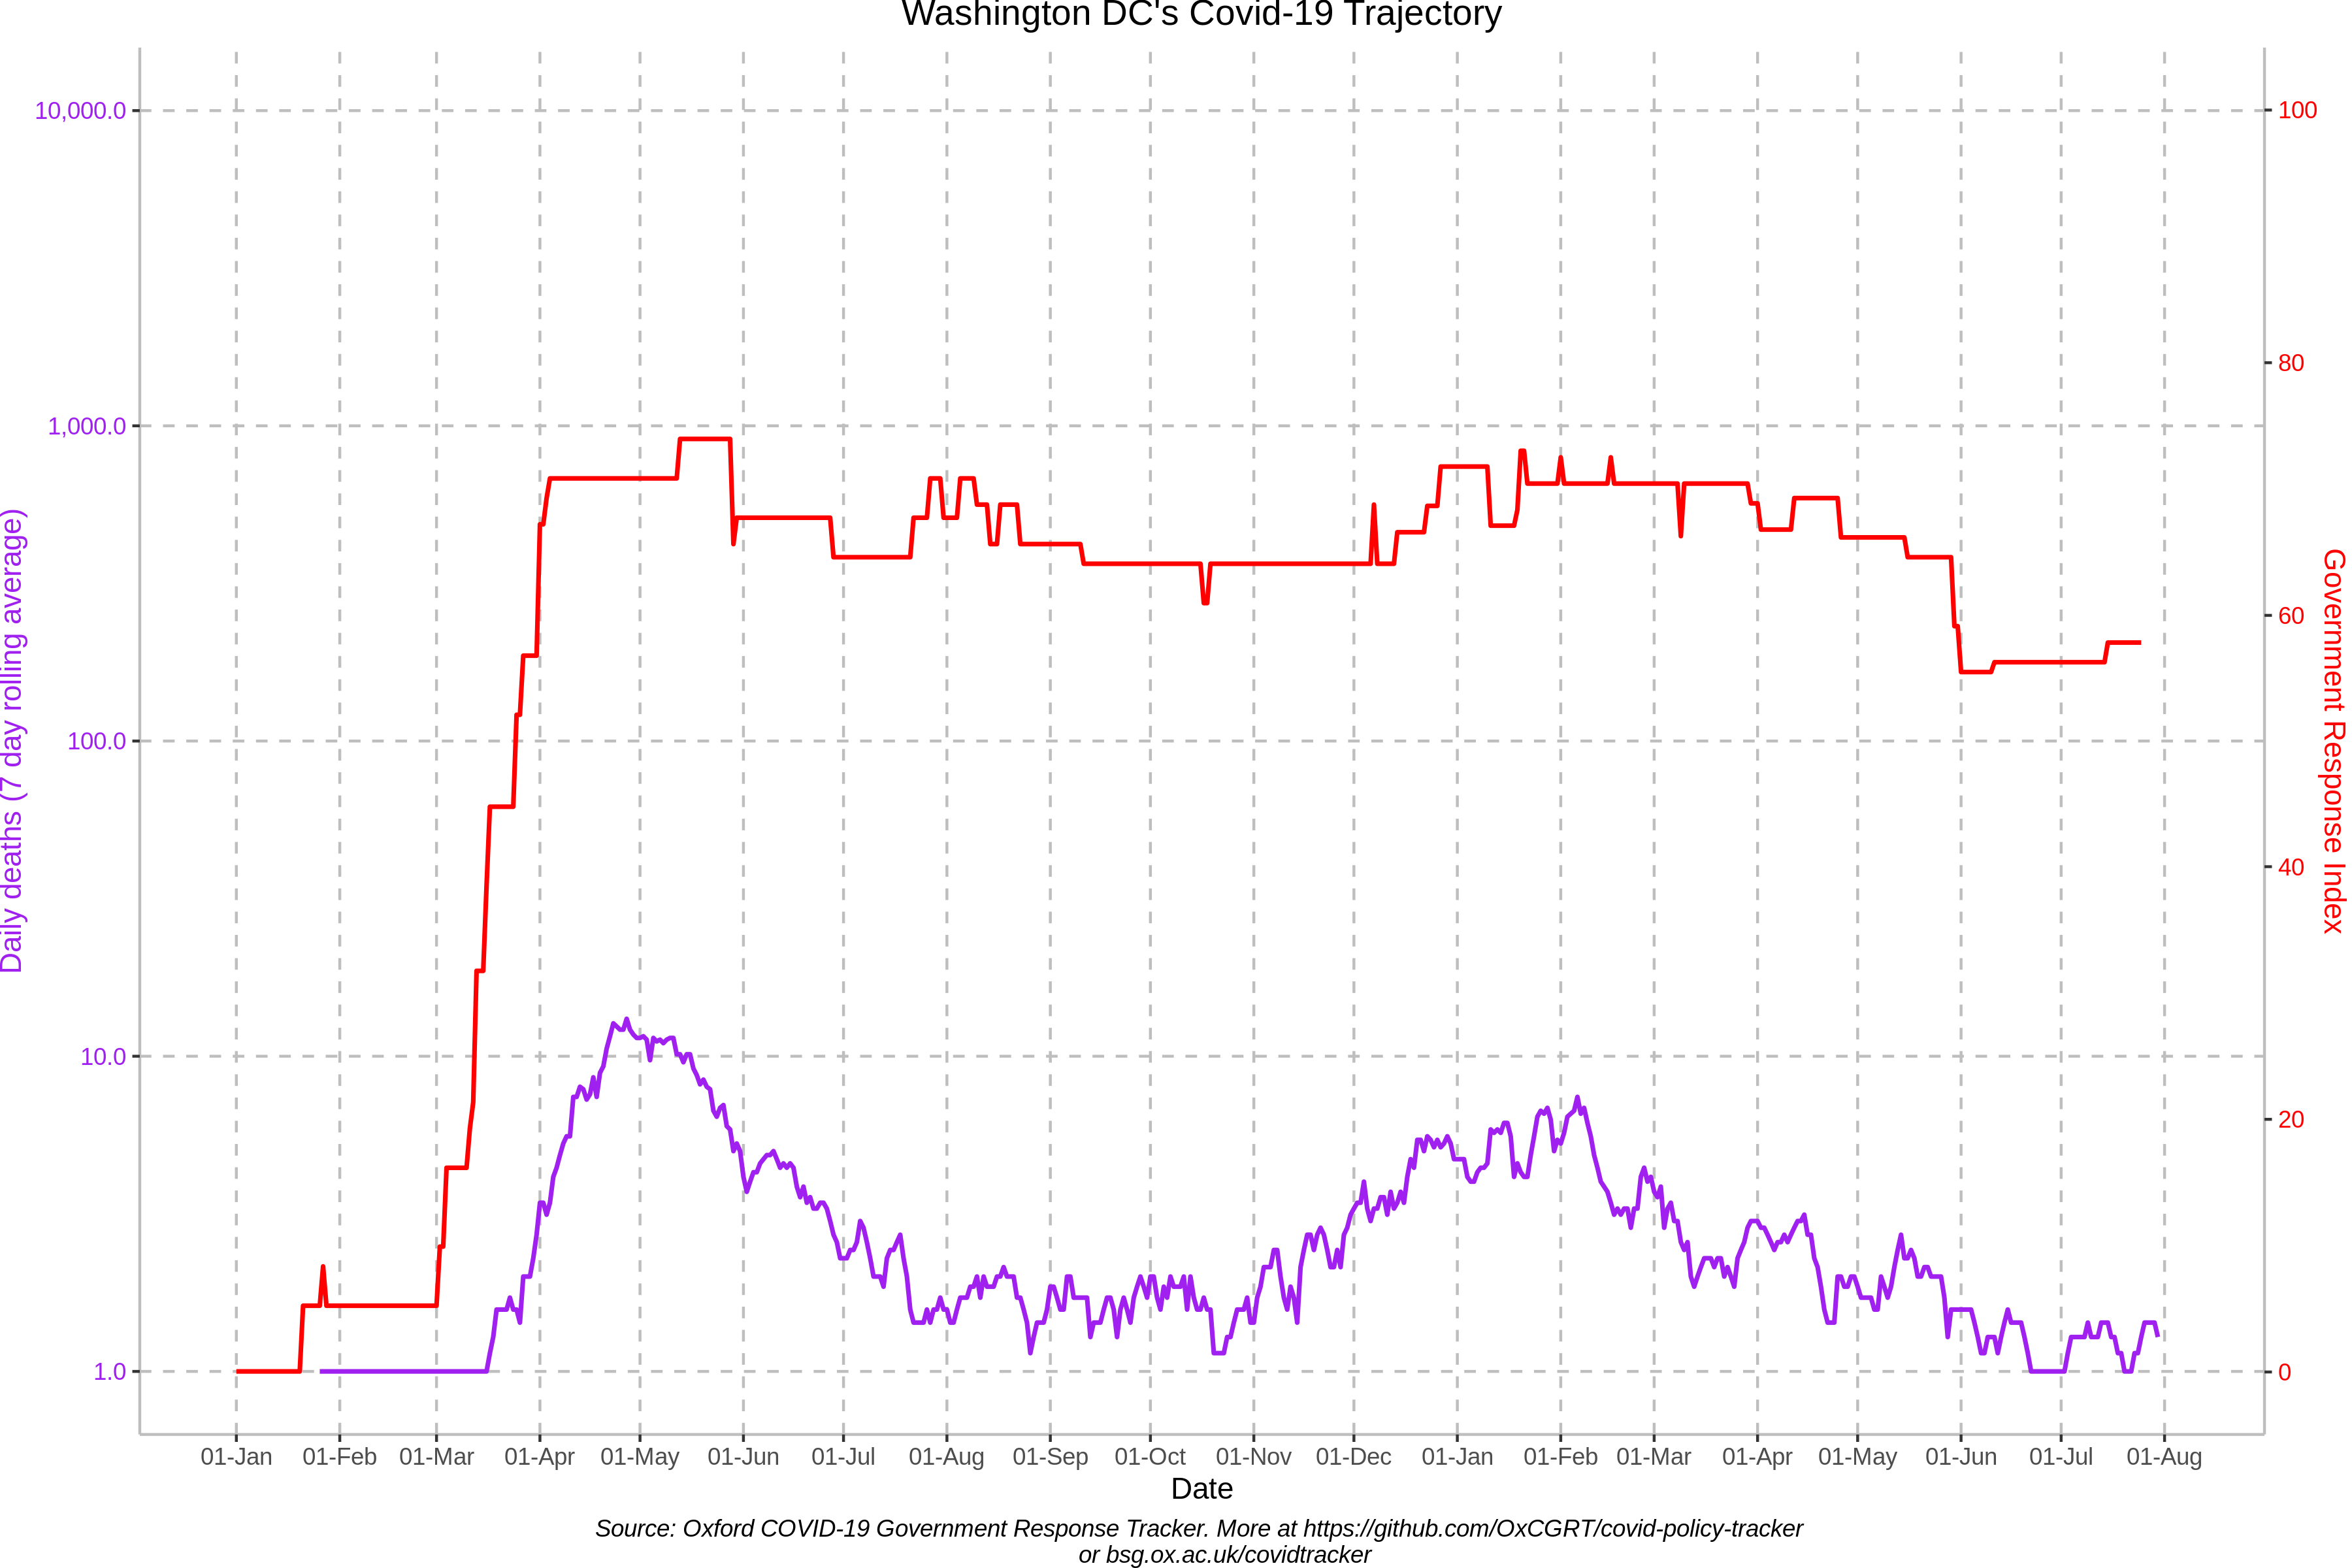 Washington DC's Covid-19 Trajectory
10,000.0
1,000.0
100.0
10.0
1.0
Daily deaths (7 day rolling average)
100
80
60
40
20
0
Government Response Index
01-Jan 01-Feb 01-Mar 01-Apr 01-May 01-Jun 01-Jul 01-Aug 01-Sep 01-Oct 01-Nov 01-Dec 01-Jan 01-Feb 01-Mar 01-Apr 01-May 01-Jun 01-Jul 01-Aug
Date
Source: Oxford COVID-19 Government Response Tracker. More at https://github.com/OxCGRT/covid-policy-tracker
or bsg.ox.ac.uk/covidtracker